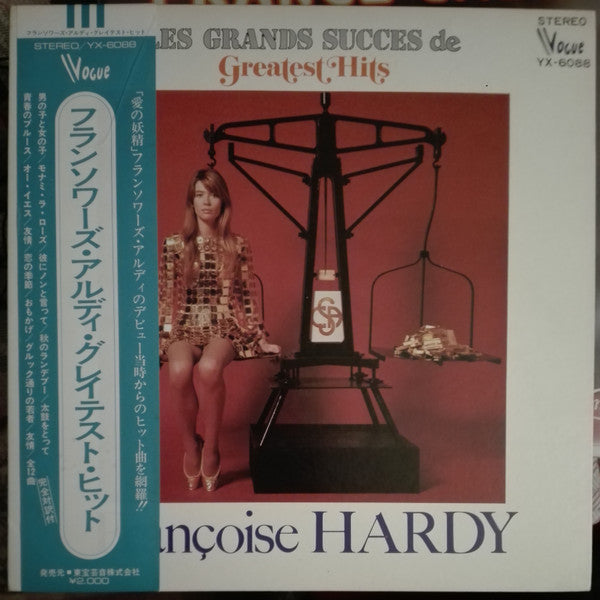 フランソワーズ・アルディ・グレイテスト・ヒット
STEREO/YX-6088
Vogue
フランソワーズ・アルディ・グレイテスト・ヒット
「愛の妖精」フランソワーズ・アルディのデビュー当時からのヒット曲を網羅!!
男の子と女の子/モナミ・ラ・ローズ/彼にノンと言って/秋のランデブー/太鼓をとって
青春のブルース/オー・イエス/友情/恋の季節/おもかげ/グルック通りの若者/友情/全12曲
完全対訳付
発売元■東宝芸音株式会社
¥2,000
LES GRANDS SUCCES de
Greatest Hits
STEREO
Vogue
YX-6088
ançoise HARDY